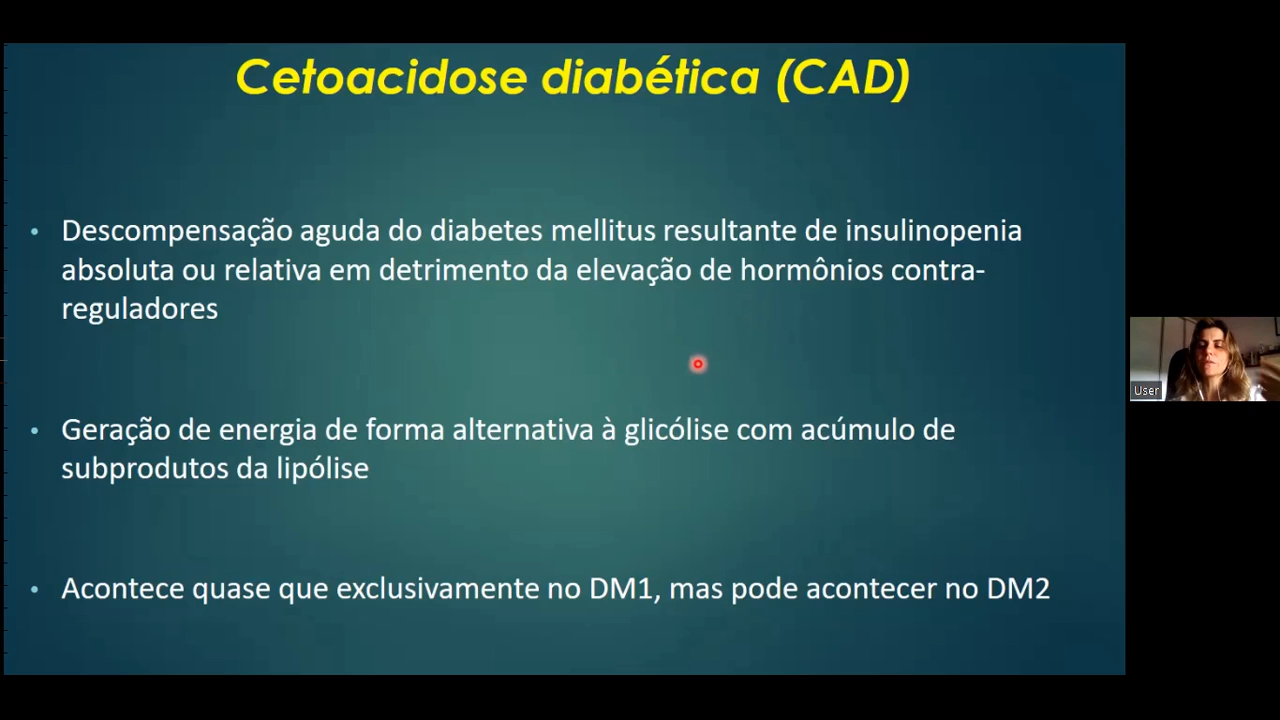 Cetoacidose diabética (CAD)
• Descompensação aguda do diabetes mellitus resultante de insulinopenia
absoluta ou relativa em detrimento da elevação de hormônios contra-
reguladores
• Geração de energia de forma alternativa à glicólise com acúmulo de
subprodutos da lipólise
• Acontece quase que exclusivamente no DM1, mas pode acontecer no DM2
User